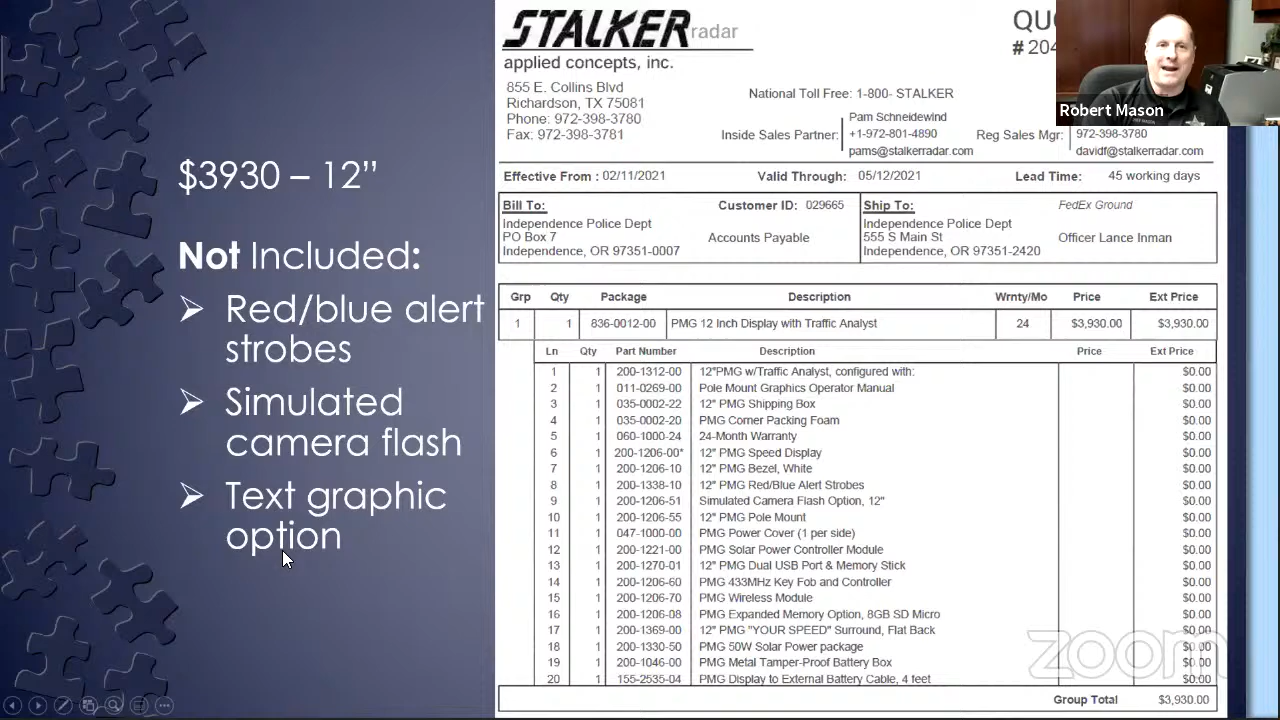 $3930 – 12”
Not Included:
Red/blue alert
strobes
Simulated
camera flash
Text graphic
option
STALKER radar
applied concepts, inc.
855 E. Collins Blvd
Richardson, TX 75081
Phone: 972-398-3780
Fax: 972-398-3781
National Toll Free: 1-800- STALKER
Inside Sales Partner:
Pam Schneidewind
+1-972-801-4890
pams@stalkerradar.com
Reg Sales Mgr:
972-398-3780
davidf@stalkerradar.com
# 204
Robert Mason
Effective From : 02/11/2021 Valid Through: 05/12/2021 Lead Time: 45 working days
Bill To: Customer ID: 029665
Independence Police Dept
PO Box 7 Accounts Payable
Independence, OR 97351-0007
Ship To: FedEx Ground
Independence Police Dept
555 S Main St Officer Lance Inman
Independence, OR 97351-2420
Grp Qty Package Description Wrnty/Mo Price Ext Price
1 1 836-0012-00 PMG 12 Inch Display with Traffic Analyst 24 $3,930.00 $3,930.00
Ln Qty Part Number Description Price Ext Price
1 1 200-1312-00 12"PMG w/Traffic Analyst, configured with: $0.00
2 1 011-0269-00 Pole Mount Graphics Operator Manual $0.00
3 1 035-0002-22 12" PMG Shipping Box $0.00
4 1 035-0002-20 PMG Corner Packing Foam $0.00
5 1 060-1000-24 24-Month Warranty $0.00
6 1 200-1206-00* 12" PMG Speed Display $0.00
7 1 200-1206-10 12" PMG Bezel, White $0.00
8 1 200-1338-10 12" PMG Red/Blue Alert Strobes $0.00
9 1 200-1206-51 Simulated Camera Flash Option, 12" $0.00
10 1 200-1206-55 12" PMG Pole Mount $0.00
11 1 047-1000-00 PMG Power Cover (1 per side) $0.00
12 1 200-1221-00 PMG Solar Power Controller Module $0.00
13 1 200-1270-01 12" PMG Dual USB Port & Memory Stick $0.00
14 1 200-1206-60 PMG 433MHz Key Fob and Controller $0.00
15 1 200-1206-70 PMG Wireless Module $0.00
16 1 200-1206-08 PMG Expanded Memory Option, 8GB SD Micro $0.00
17 1 200-1369-00 12" PMG "YOUR SPEED" Surround, Flat Back $0.00
18 1 200-1330-50 PMG 50W Solar Power package $0.00
19 1 200-1046-00 PMG Metal Tamper-Proof Battery Box $0.00
20 1 155-2535-04 PMG Display to External Battery Cable, 4 feet $0.00
Group Total $3,930.00
zoom